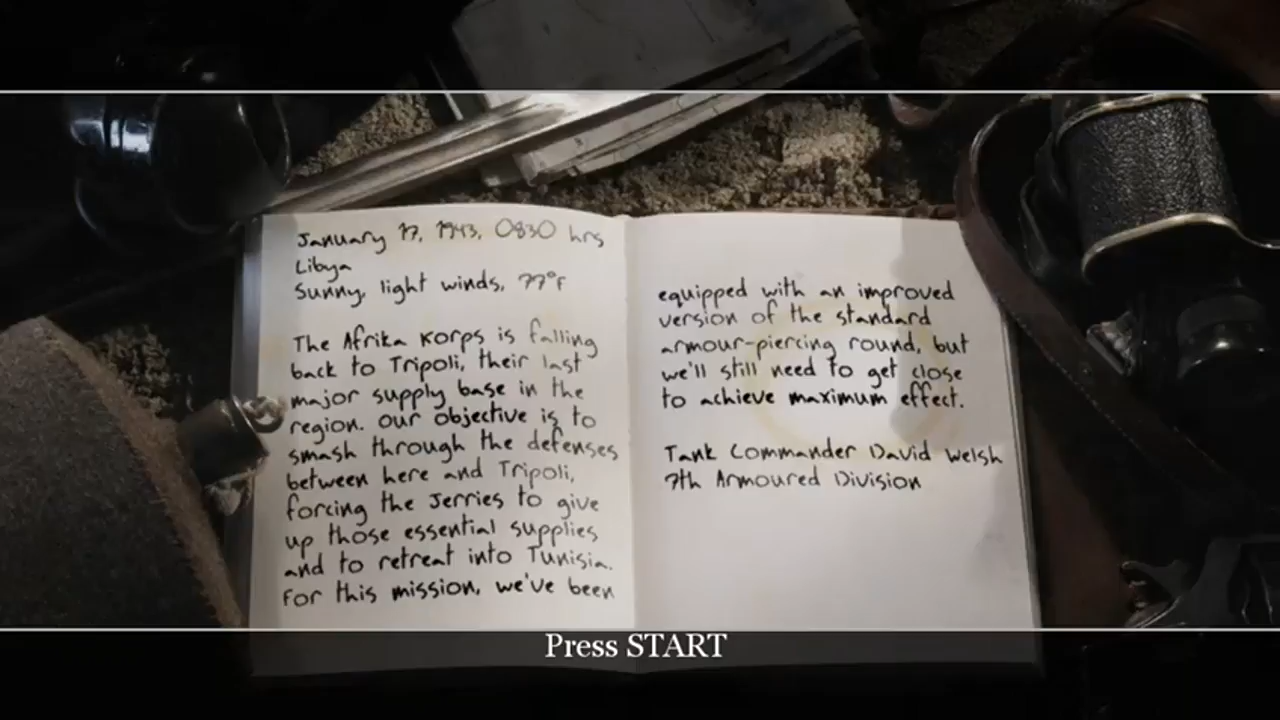 January 17, 1943, 0830 hrs
Libya
Sunny, light winds, 77°F
The Afrika Korps is falling
back to Tripoli, their last
major supply base in the
region. our objective is to
smash through the defenses
between here and Tripoli,
forcing the Jerries to give
up those essential supplies
and to retreat into Tunisia.
For this mission, we've been
equipped with an improved
version of the standard
armour-piercing round, but
we'll still need to get close
to achieve maximum effect.
Tank Commander David Welsh
7th Armoured Division
Press START